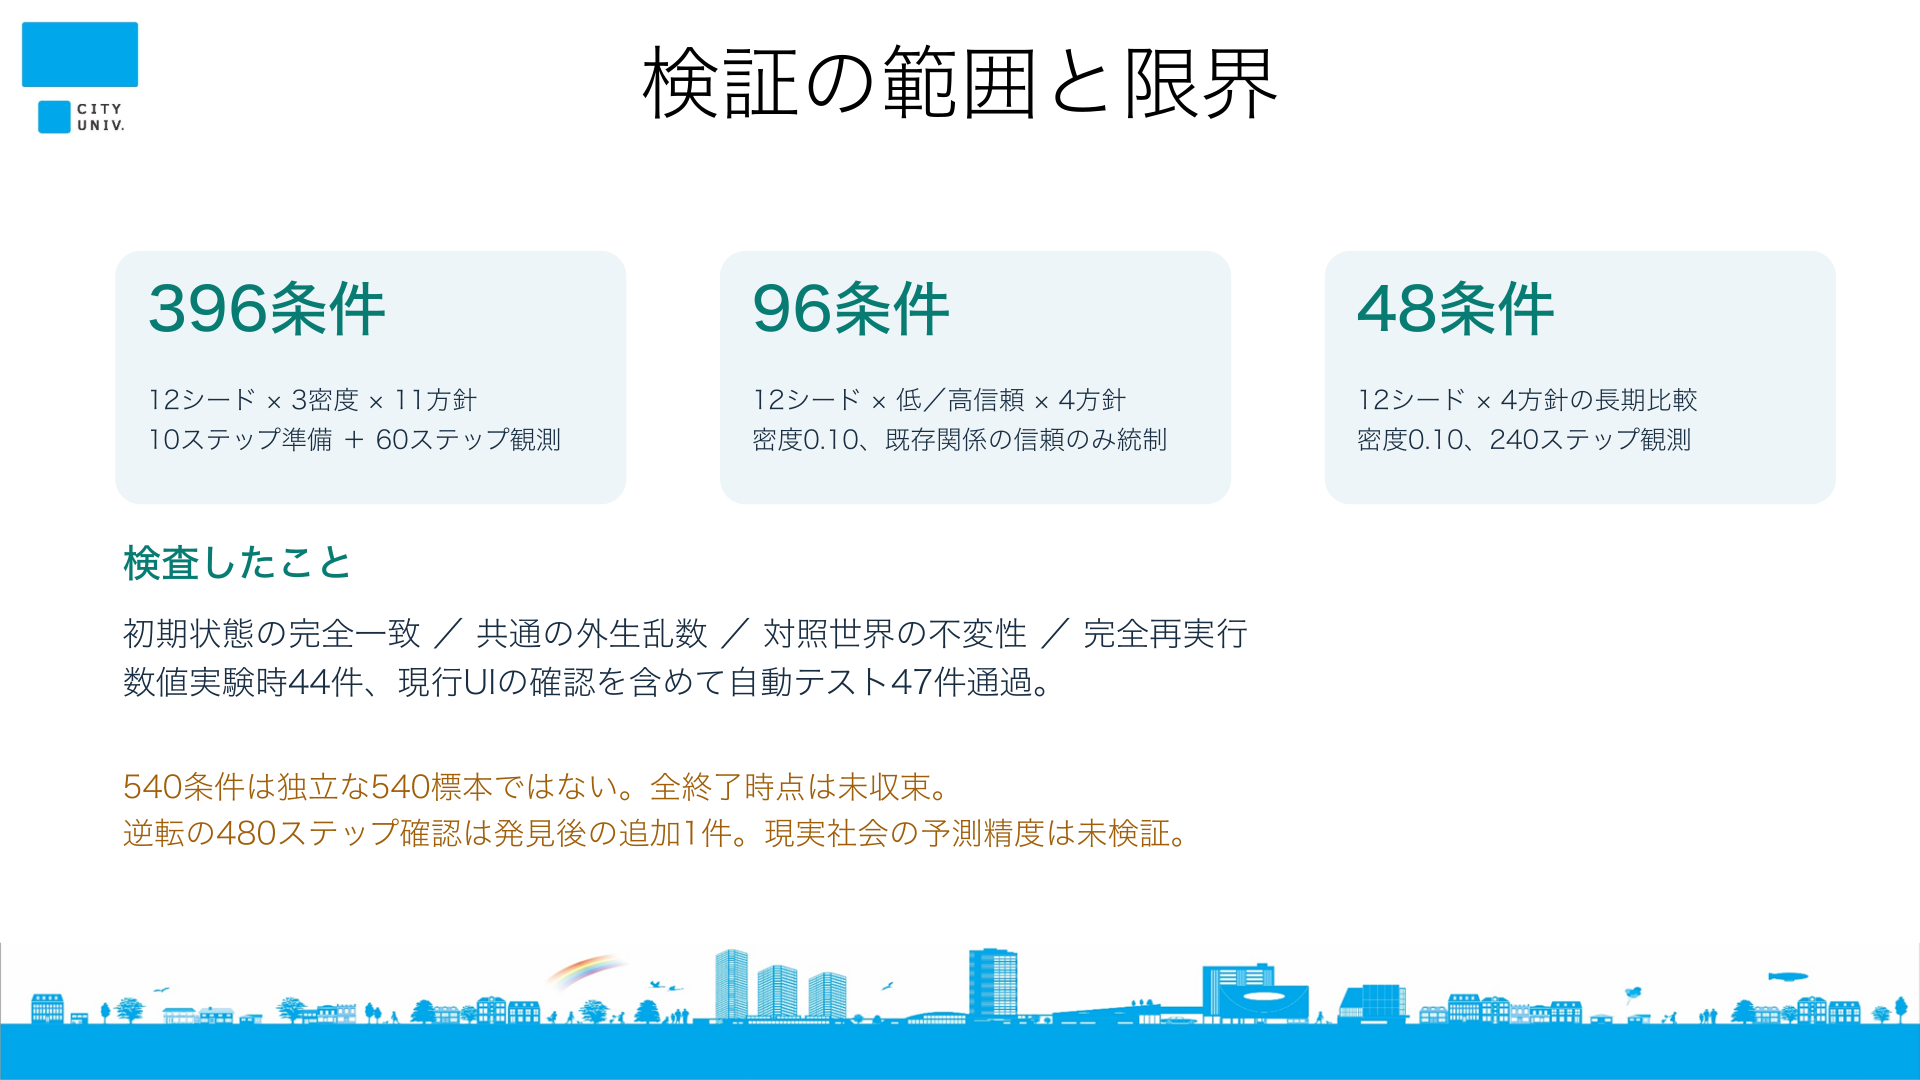 CITY
UNIV.
検証の範囲と限界
396条件
12シード × 3密度 × 11方針
10ステップ準備 ＋ 60ステップ観測
96条件
12シード × 低／高信頼 × 4方針
密度0.10、既存関係の信頼のみ統制
48条件
12シード × 4方針の長期比較
密度0.10、240ステップ観測
検査したこと
初期状態の完全一致 ／ 共通の外生乱数 ／ 対照世界の不変性 ／ 完全再実行
数値実験時44件、現行UIの確認を含めて自動テスト47件通過。
540条件は独立な540標本ではない。全終了時点は未収束。
逆転の480ステップ確認は発見後の追加1件。現実社会の予測精度は未検証。